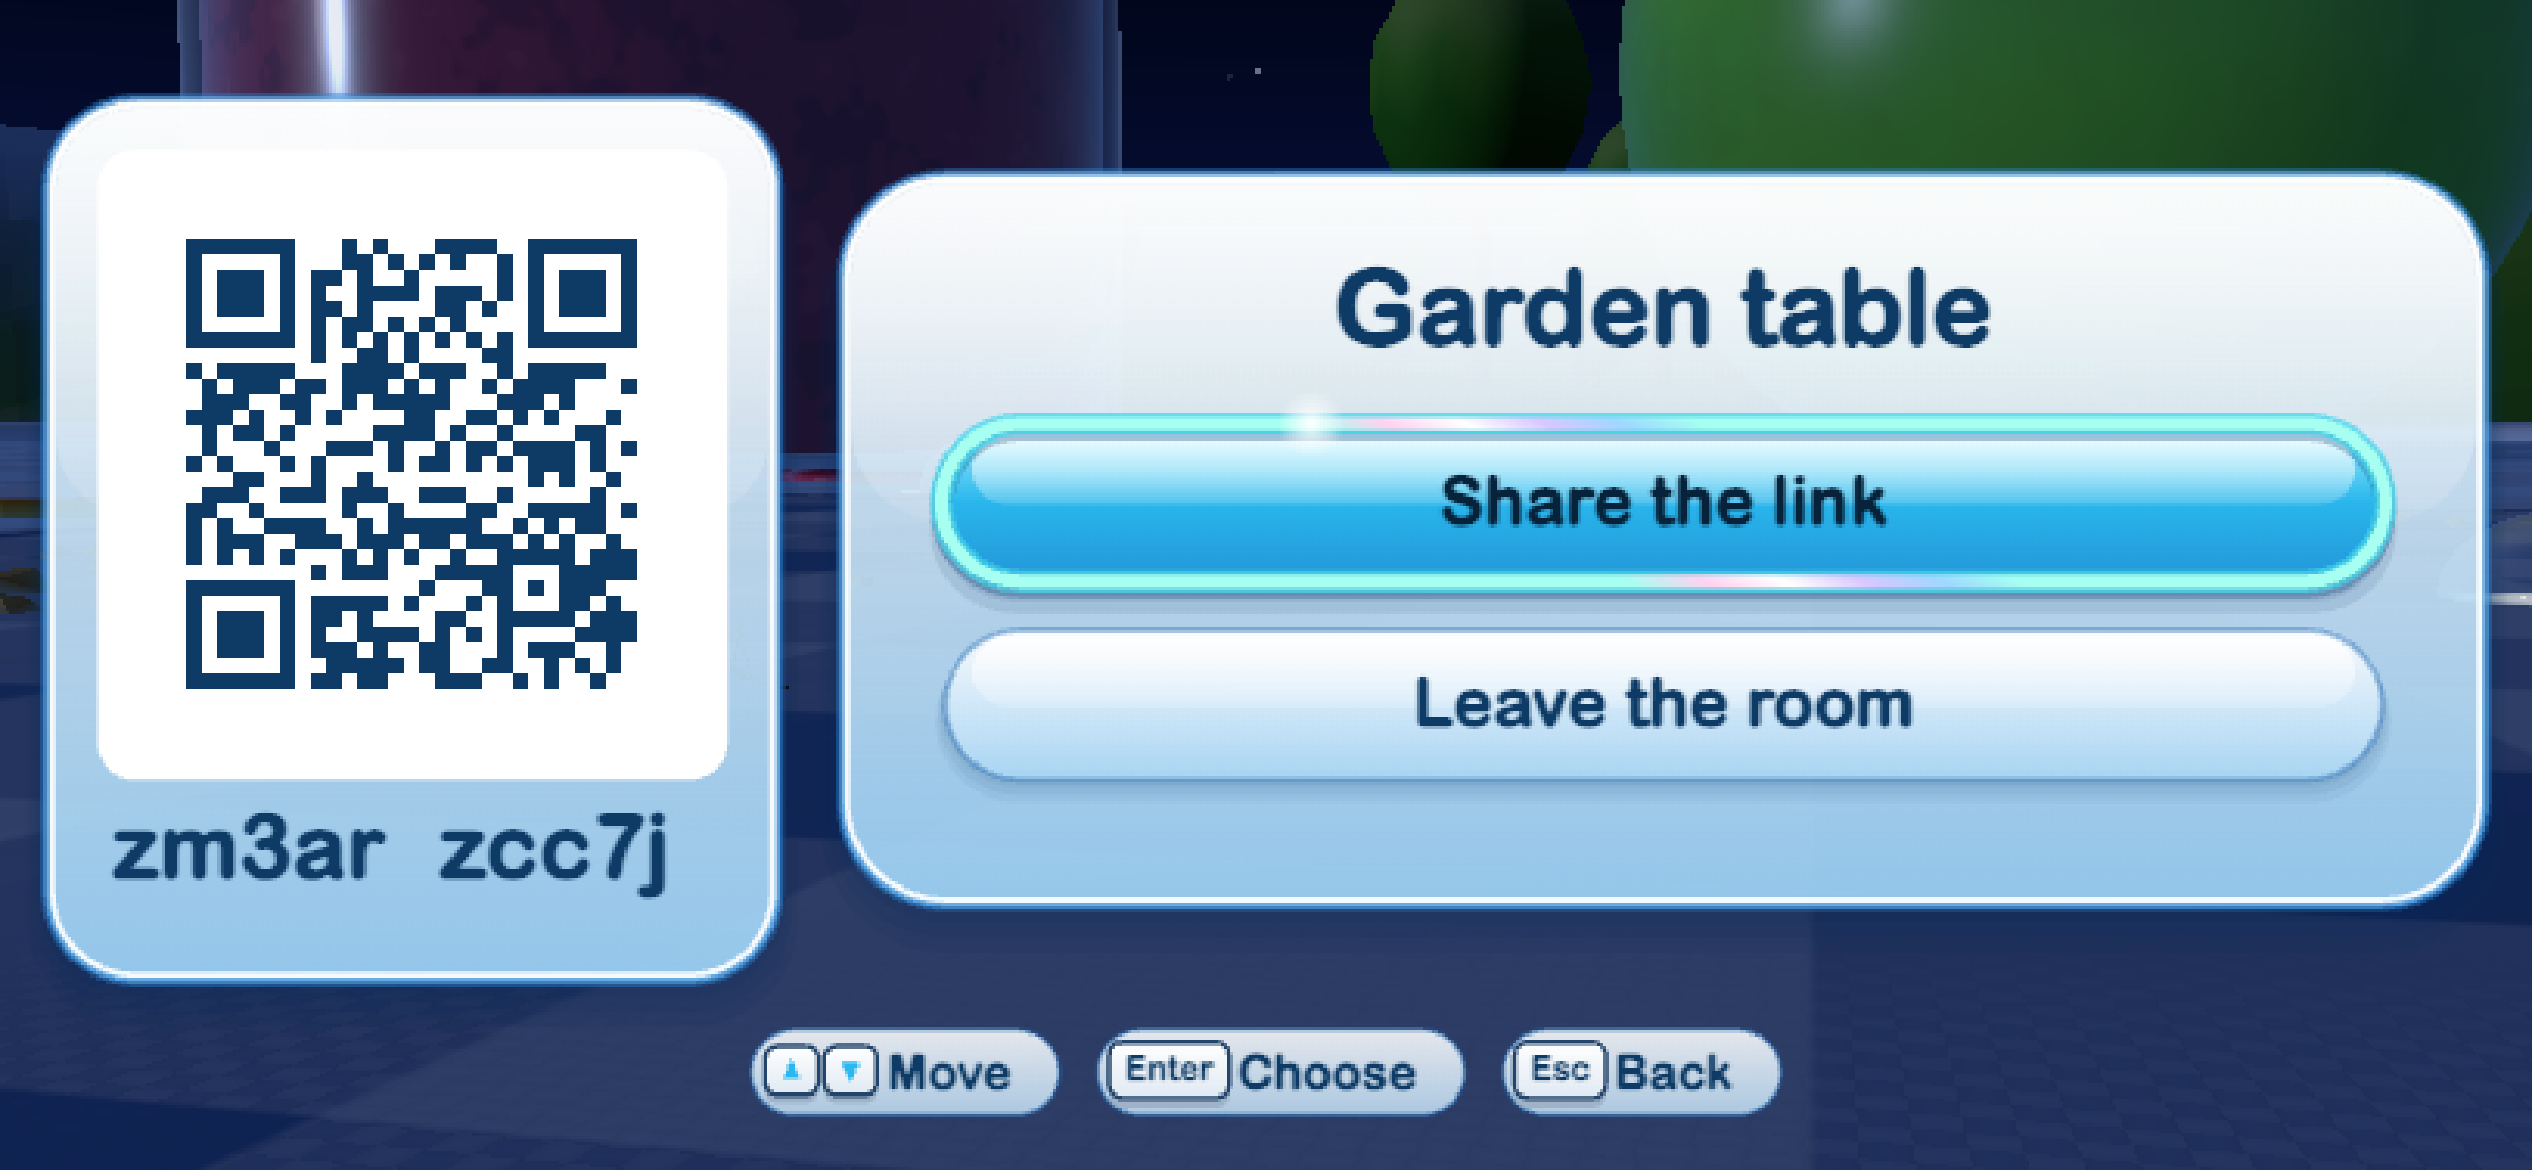 zm3ar zcc7j
Garden table
Share the link
Leave the room
▲ ▼ Move
Enter Choose
Esc Back